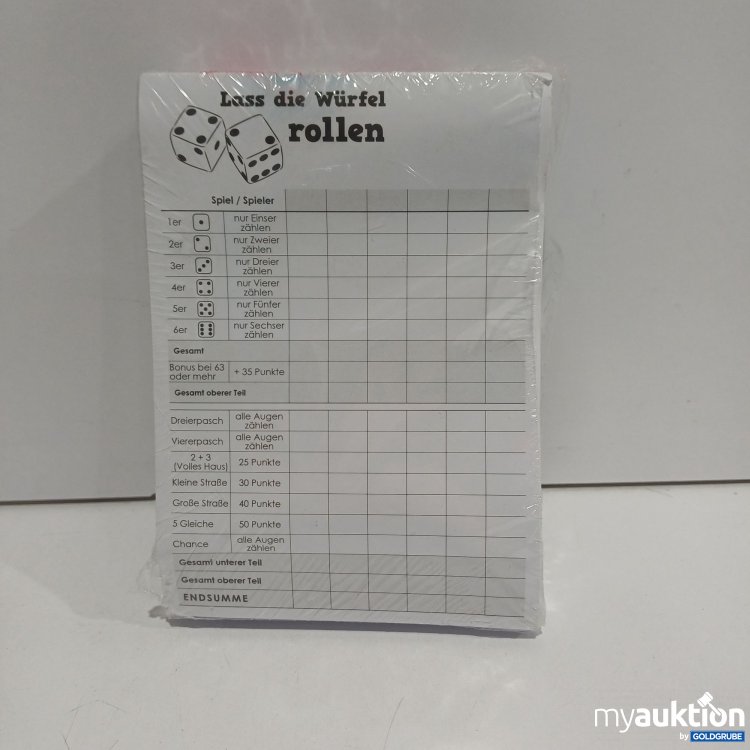 Lass die Würfel
rollen
Spiel / Spieler
1er nur Einser
zählen
2er nur Zweier
zählen
3er nur Dreier
zählen
4er nur Vierer
zählen
5er nur Fünfer
zählen
6er nur Sechser
zählen
Gesamt
Bonus bei 63
oder mehr + 35 Punkte
Gesamt oberer Teil
Dreierpasch alle Augen
zählen
Viererpasch alle Augen
zählen
2 + 3
(Volles Haus) 25 Punkte
Kleine Straße 30 Punkte
Große Straße 40 Punkte
5 Gleiche 50 Punkte
Chance alle Augen
zählen
Gesamt unterer Teil
Gesamt oberer Teil
ENDSUMME
myauktion
by GOLDGRUBE